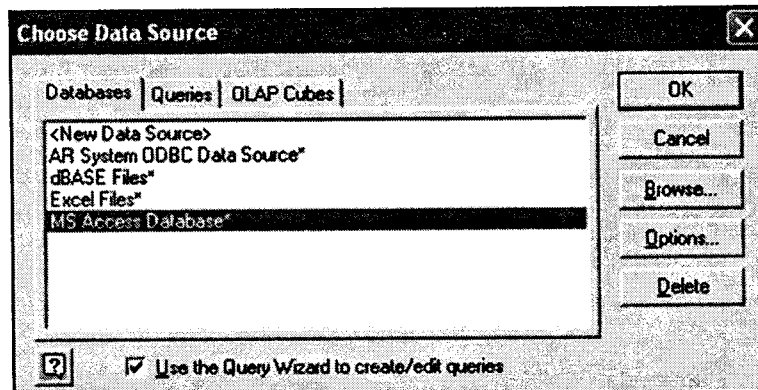 Choose Data Source
Databases Queries OLAP Cubes
<New Data Source>
AR System ODBC Data Source*
dBASE Files*
Excel Files*
MS Access Database*
OK
Cancel
Browse...
Options...
Delete
? Use the Query Wizard to create/edit queries